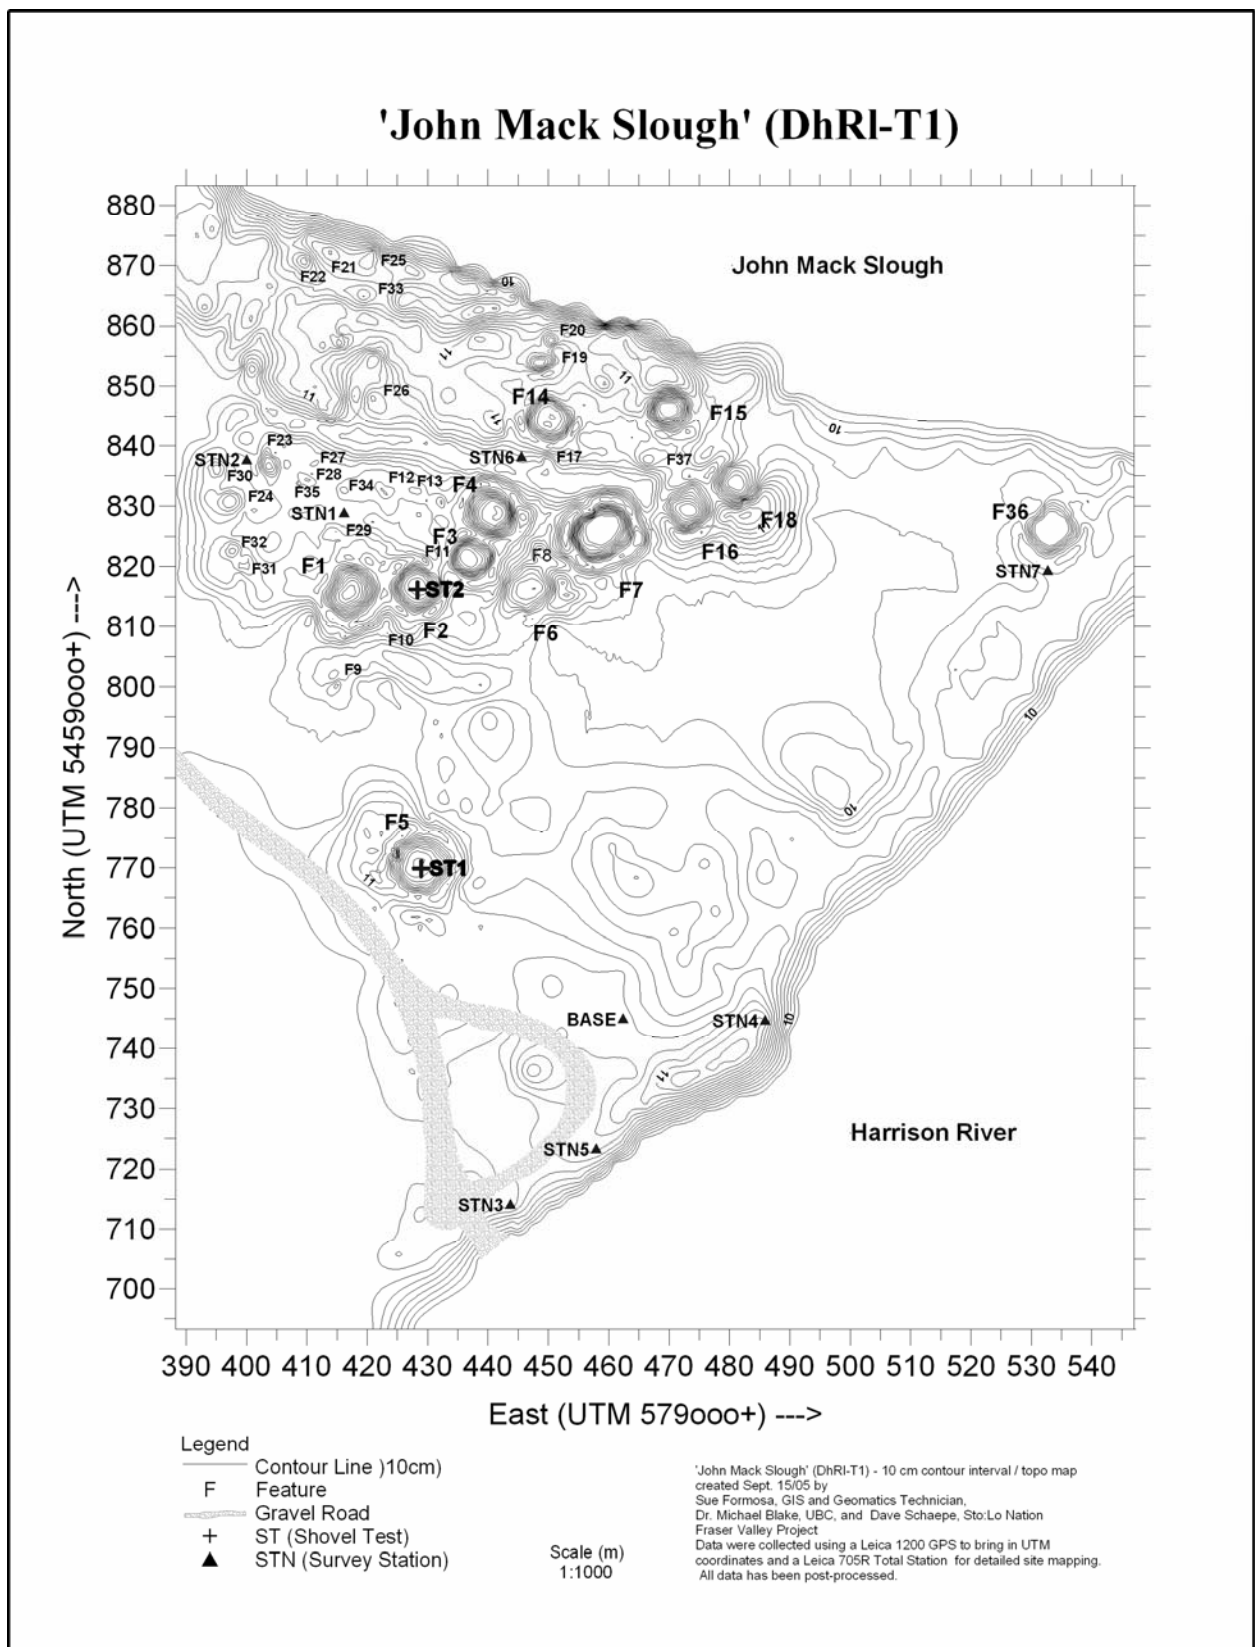 'John Mack Slough' (DhRl-T1)
880
870
860
850
840
830
820
810
800
790
780
770
760
750
740
730
720
710
700
North (UTM 5459ooo+) --->
John Mack Slough
10
F25
F21
F22
F33
F20
F19
11
11
F26
11
F14
11
F15
10
F23
STN2
F27
STN6
F17
F37
F30
F28
F12
F13
F4
F24
F35
F34
STN1
F36
F18
F29
F3
F32
F11
F8
F16
F31
F1
STN7
ST2
F7
F2
F6
F10
F9
10
10
F5
ST1
11
BASE
STN4
10
11
STN5
Harrison River
STN3
390 400 410 420 430 440 450 460 470 480 490 500 510 520 530 540
East (UTM 579ooo+) --->
Legend
Contour Line )10cm)
F Feature
Gravel Road
ST (Shovel Test)
STN (Survey Station)
Scale (m)
1:1000
'John Mack Slough' (DhRl-T1) - 10 cm contour interval / topo map
created Sept. 15/05 by
Sue Formosa, GIS and Geomatics Technician,
Dr. Michael Blake, UBC, and Dave Schaepe, Sto:Lo Nation
Fraser Valley Project
Data were collected using a Leica 1200 GPS to bring in UTM
coordinates and a Leica 705R Total Station for detailed site mapping.
All data has been post-processed.